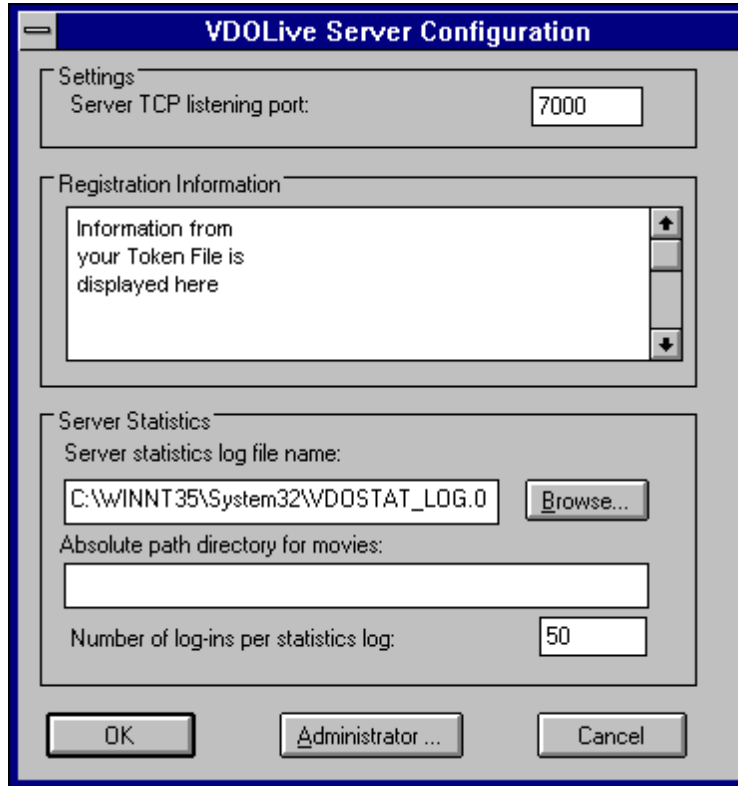 VDOLive Server Configuration
Settings
Server TCP listening port:
7000
Registration Information
Information from
your Token File is
displayed here
Server Statistics
Server statistics log file name:
C:\WINNT35\System32\VDOSTAT_LOG.0
Browse...
Absolute path directory for movies:
Number of log-ins per statistics log:
50
OK
Administrator ...
Cancel